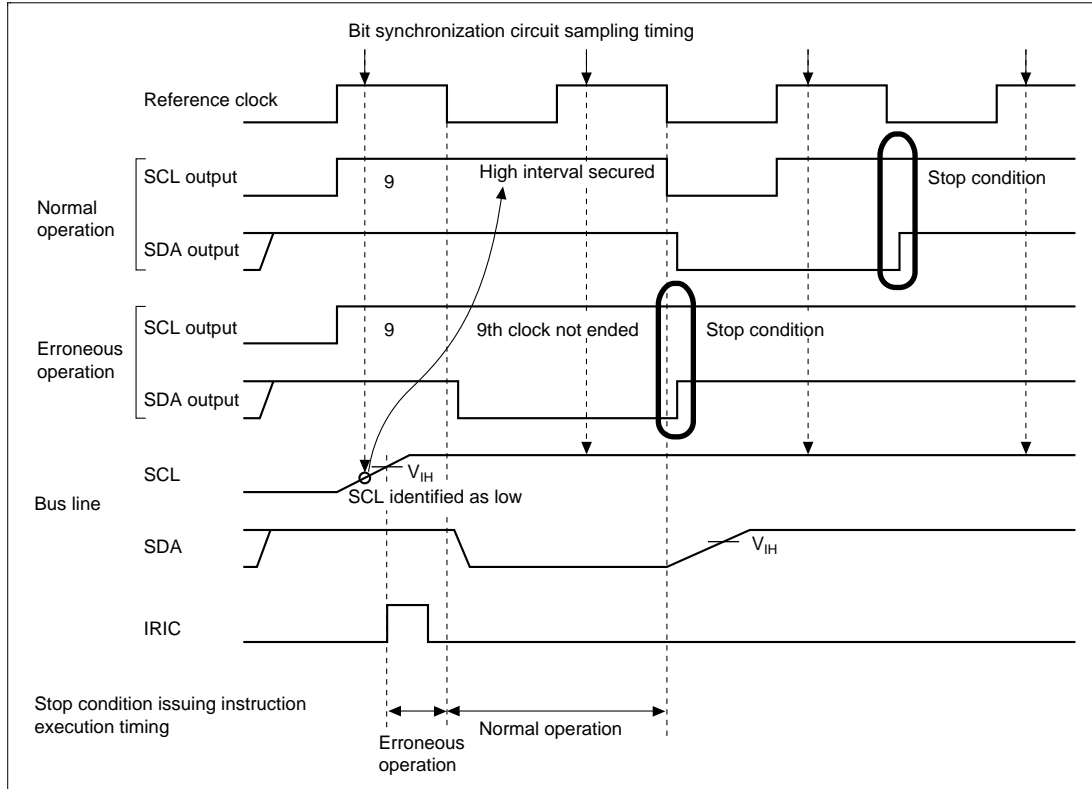 Bit synchronization circuit sampling timing
Reference clock
Normal
operation
SCL output
9
High interval secured
Stop condition
SDA output
Erroneous
operation
SCL output
9
9th clock not ended
Stop condition
SDA output
Bus line
SCL
VIH
SCL identified as low
SDA
VIH
IRIC
Stop condition issuing instruction
execution timing
Erroneous
operation
Normal operation